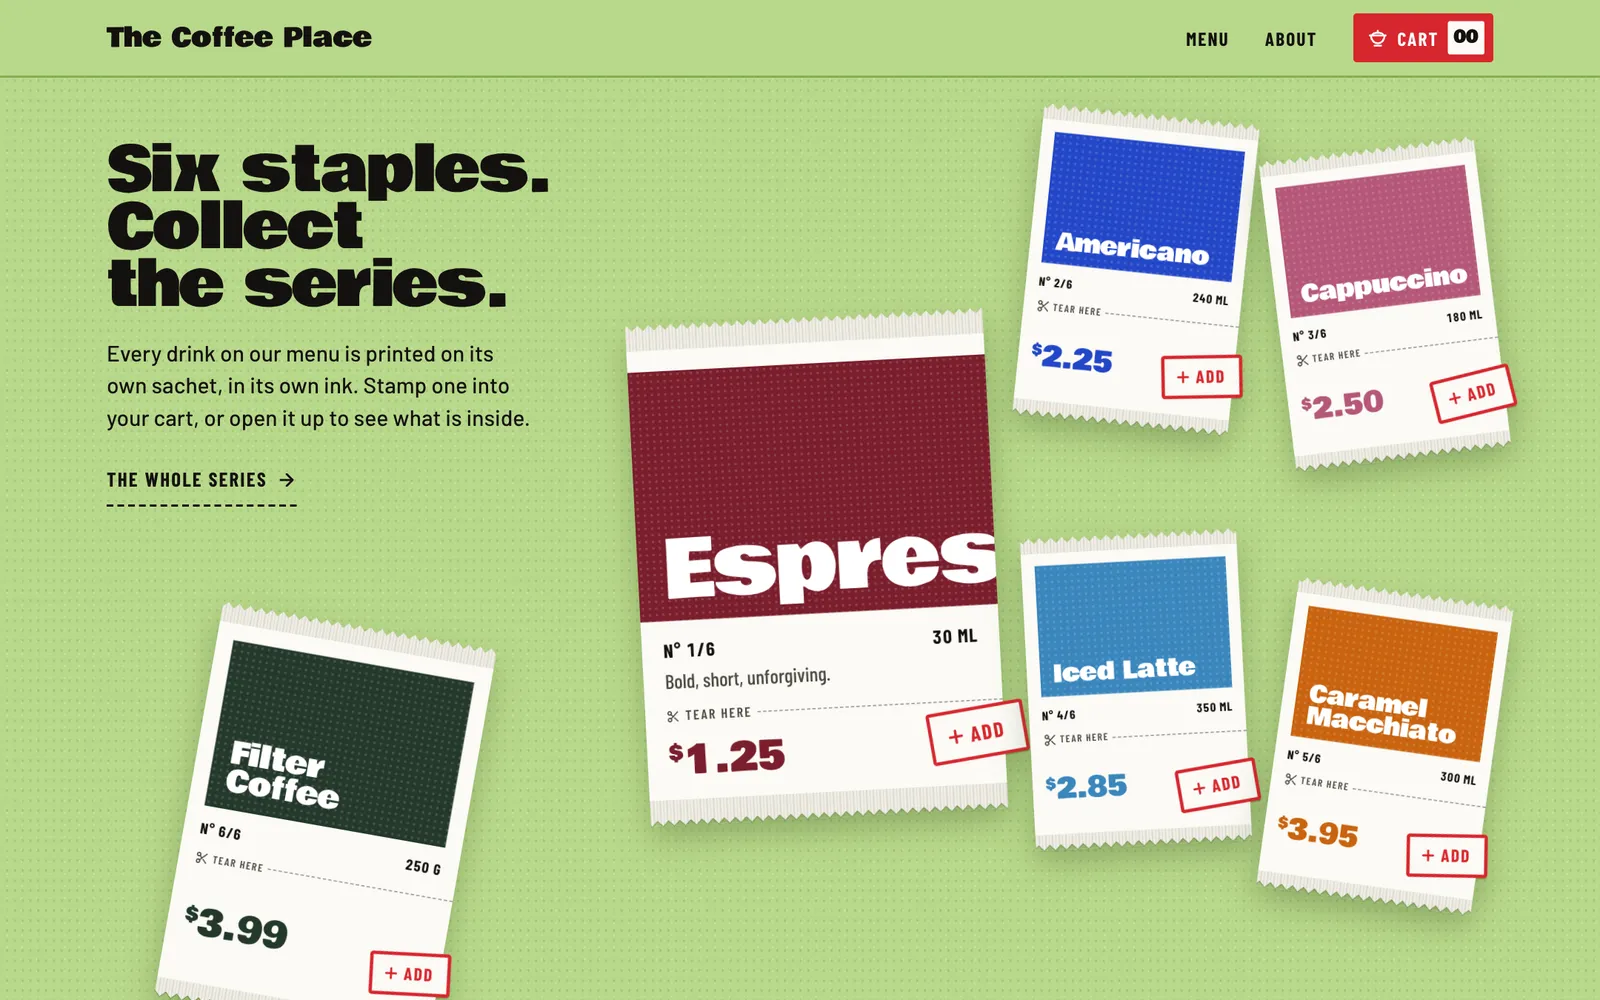 The Coffee Place
MENU
ABOUT
CART 00
Six staples.
Collect
the series.
Every drink on our menu is printed on its
own sachet, in its own ink. Stamp one into
your cart, or open it up to see what is inside.
THE WHOLE SERIES →
Americano
N° 2/6
240 ML
TEAR HERE
$2.25
+ ADD
Cappuccino
N° 3/6
180 ML
TEAR HERE
$2.50
+ ADD
Espres
N° 1/6
30 ML
Bold, short, unforgiving.
TEAR HERE
$1.25
+ ADD
Iced Latte
N° 4/6
350 ML
TEAR HERE
$2.85
+ ADD
Caramel
Macchiato
N° 5/6
300 ML
TEAR HERE
$3.95
+ ADD
Filter
Coffee
N° 6/6
250 G
TEAR HERE
$3.99
+ ADD